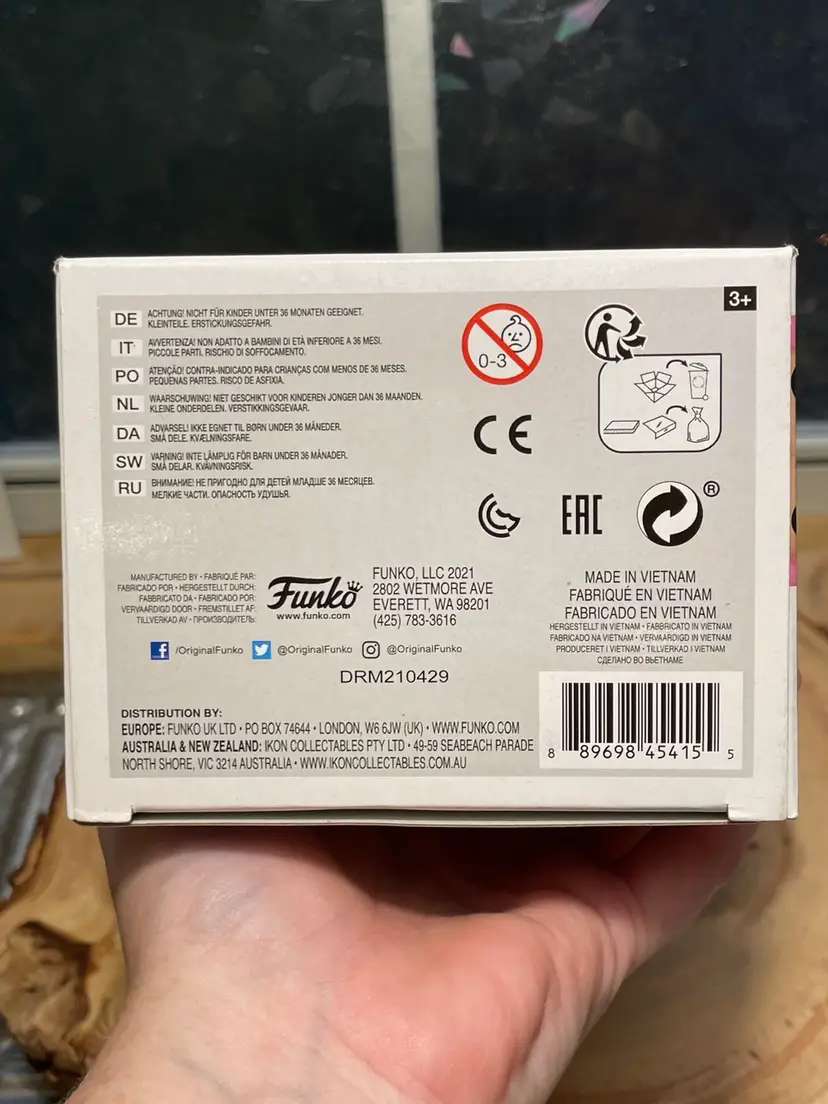 3+
DE ACHTUNG! NICHT FÜR KINDER UNTER 36 MONATEN GEEIGNET.
KLEINTEILE. ERSTICKUNGSGEFAHR.
IT AVVERTENZA! NON ADATTO A BAMBINI DI ETÀ INFERIORE A 36 MESI.
PICCOLE PARTI. RISCHIO DI SOFFOCAMENTO.
PO ATENÇÃO! CONTRA-INDICADO PARA CRIANÇAS COM MENOS DE 36 MESES.
PEQUENAS PARTES. RISCO DE ASFIXIA.
NL WAARSCHUWING! NIET GESCHIKT VOOR KINDEREN JONGER DAN 36 MAANDEN.
KLEINE ONDERDELEN. VERSTIKKINGSGEVAAR.
DA ADVARSEL! IKKE EGNET TIL BØRN UNDER 36 MÅNEDER.
SMÅ DELE. KVÆLNINGSFARE.
SW VARNING! INTE LÄMPLIG FÖR BARN UNDER 36 MÅNADER.
SMÅ DELAR. KVÄVNINGSRISK.
RU ВНИМАНИЕ! НЕ ПРИГОДНО ДЛЯ ДЕТЕЙ МЛАДШЕ 36 МЕСЯЦЕВ.
МЕЛКИЕ ЧАСТИ. ОПАСНОСТЬ УДУШЬЯ.
0-3
CE
EAC
®
MANUFACTURED BY • FABRIQUÉ PAR:
FABRICADO POR • HERGESTELLT DURCH:
FABBRICATO DA • FABRICADO POR:
VERVAARDIGD DOOR • FREMSTILLET AF:
TILLVERKAD AV • ПРОИЗВОДИТЕЛЬ:
Funko
www.funko.com
FUNKO, LLC 2021
2802 WETMORE AVE
EVERETT, WA 98201
(425) 783-3616
MADE IN VIETNAM
FABRIQUÉ EN VIETNAM
FABRICADO EN VIETNAM
HERGESTELLT IN VIETNAM • FABBRICATO IN VIETNAM
FABRICADO NA VIETNAM • VERVAARDIGD IN VIETNAM
PRODUCERET I VIETNAM • TILLVERKAD I VIETNAM
СДЕЛАНО ВО ВЬЕТНАМЕ
f /OriginalFunko @OriginalFunko @OriginalFunko
DRM210429
DISTRIBUTION BY:
EUROPE: FUNKO UK LTD • PO BOX 74644 • LONDON, W6 6JW (UK) • WWW.FUNKO.COM
AUSTRALIA & NEW ZEALAND: IKON COLLECTABLES PTY LTD • 49-59 SEABEACH PARADE
NORTH SHORE, VIC 3214 AUSTRALIA • WWW.IKONCOLLECTABLES.COM.AU
8 89698 45415 5